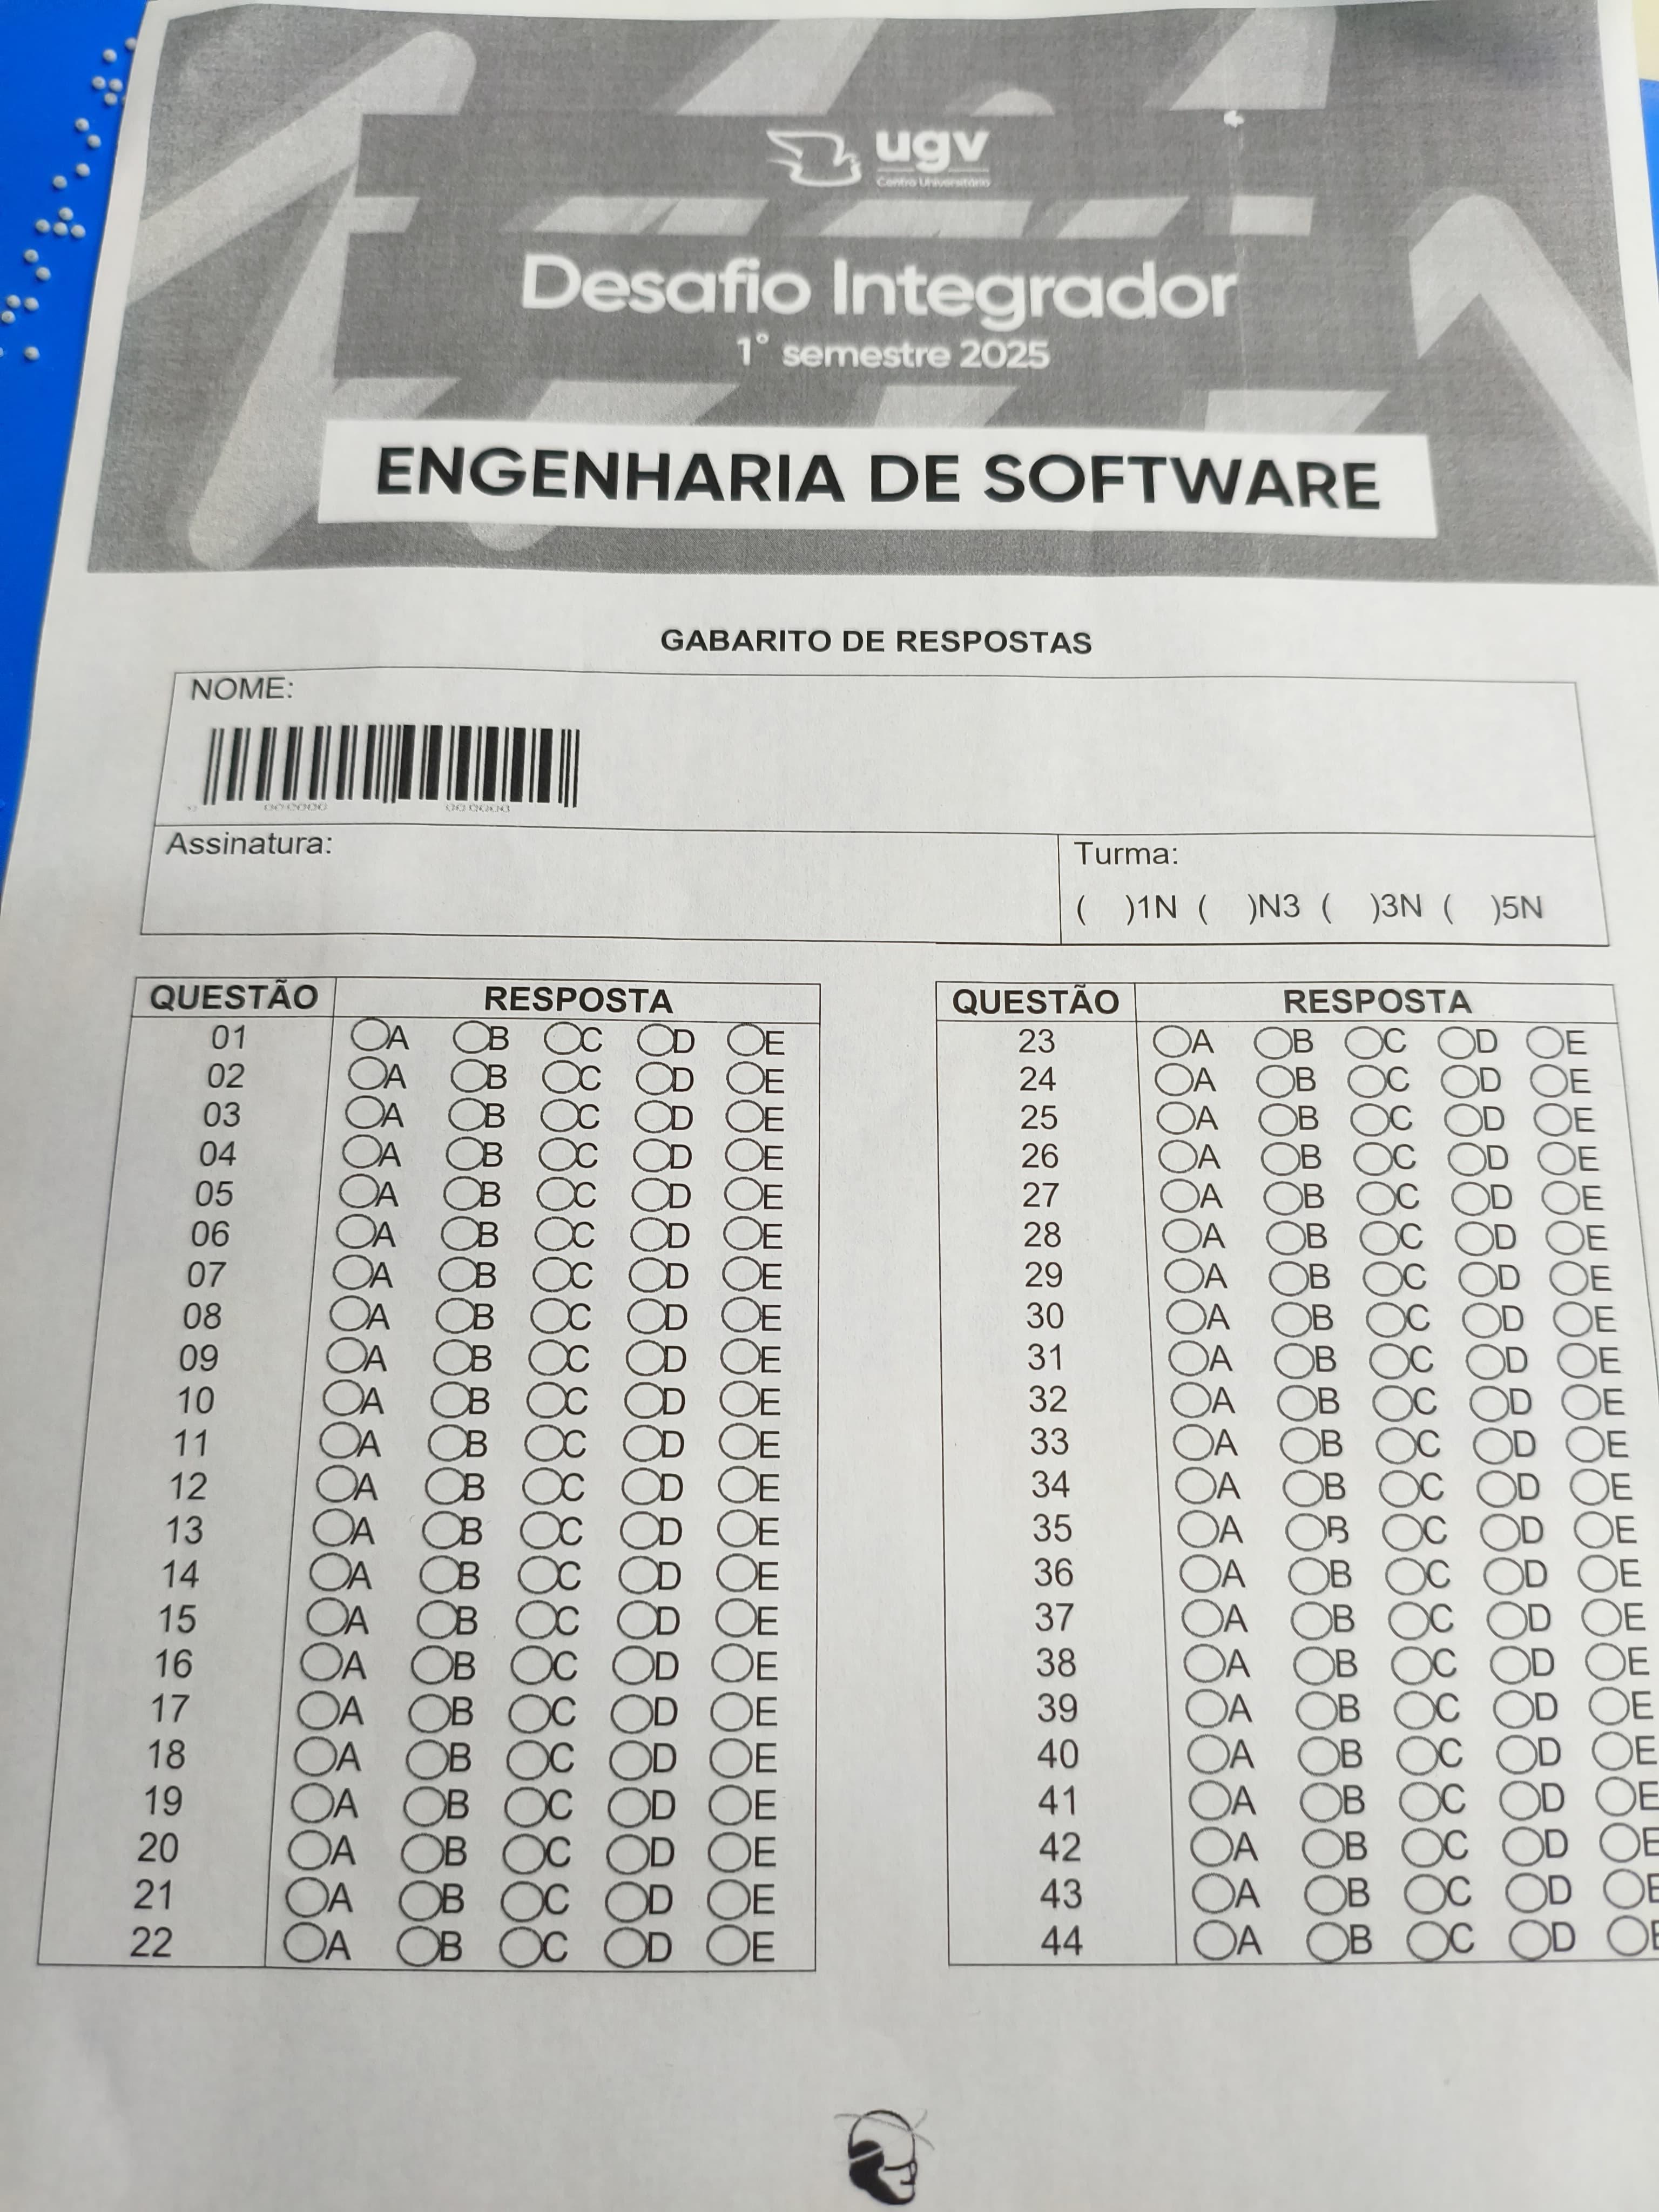 ugv
Centro Universitário
Desafio Integrador
1° semestre 2025
ENGENHARIA DE SOFTWARE
GABARITO DE RESPOSTAS
NOME:
Assinatura:
Turma:
( )1N ( )N3 ( )3N ( )5N
QUESTÃO RESPOSTA
01 A B C D E
02 A B C D E
03 A B C D E
04 A B C D E
05 A B C D E
06 A B C D E
07 A B C D E
08 A B C D E
09 A B C D E
10 A B C D E
11 A B C D E
12 A B C D E
13 A B C D E
14 A B C D E
15 A B C D E
16 A B C D E
17 A B C D E
18 A B C D E
19 A B C D E
20 A B C D E
21 A B C D E
22 A B C D E
QUESTÃO RESPOSTA
23 A B C D E
24 A B C D E
25 A B C D E
26 A B C D E
27 A B C D E
28 A B C D E
29 A B C D E
30 A B C D E
31 A B C D E
32 A B C D E
33 A B C D E
34 A B C D E
35 A B C D E
36 A B C D E
37 A B C D E
38 A B C D E
39 A B C D E
40 A B C D E
41 A B C D E
42 A B C D E
43 A B C D E
44 A B C D E